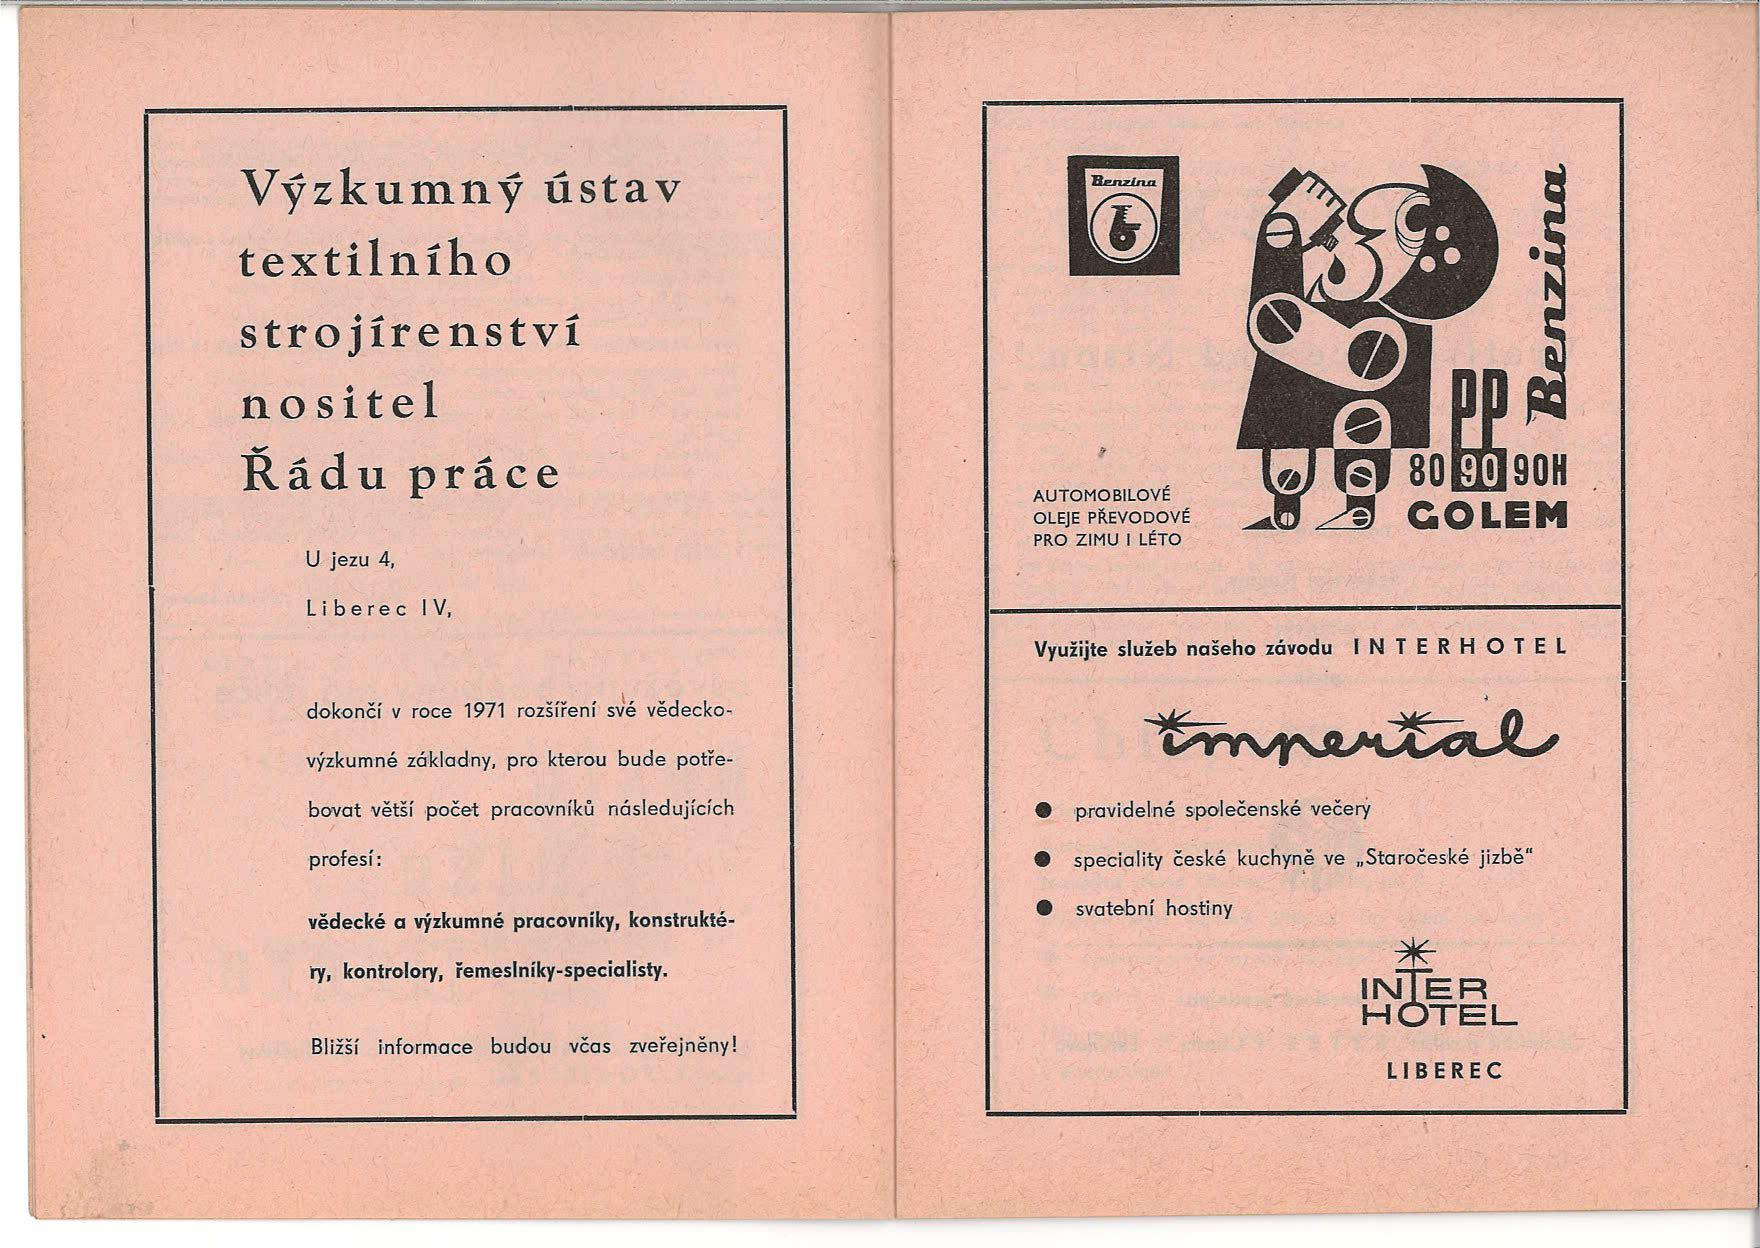 Výzkumný ústav
textilního
strojírenství
nositel
Řádu práce
U jezu 4,
Liberec IV,
dokončí v roce 1971 rozšíření své vědecko-
výzkumné základny, pro kterou bude potře-
bovat větší počet pracovníků následujících
profesí:
vědecké a výzkumné pracovníky, konstrukté-
ry, kontrolory, řemeslníky-specialisty.
Bližší informace budou včas zveřejněny!
Benzina
Benzina
PP
80 90 90H
GOLEM
AUTOMOBILOVÉ
OLEJE PŘEVODOVÉ
PRO ZIMU I LÉTO
Využijte služeb našeho závodu INTERHOTEL
imperial
● pravidelné společenské večery
● speciality české kuchyně ve „Staročeské jizbě“
● svatební hostiny
INTER
HOTEL
LIBEREC